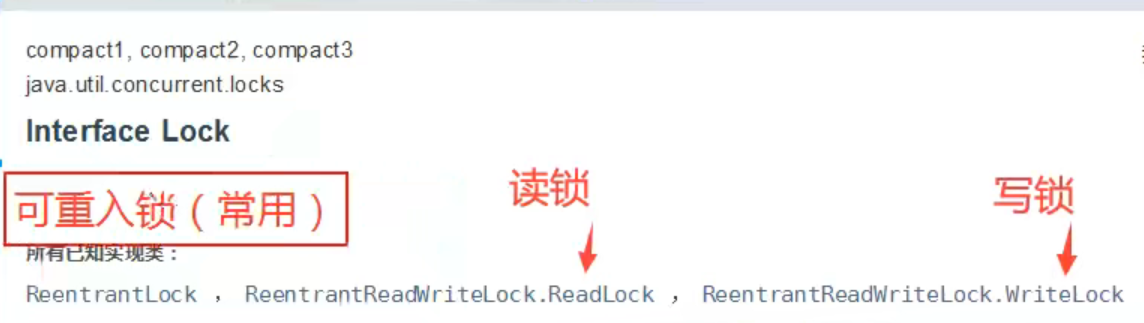 compact1, compact2, compact3
java.util.concurrent.locks
Interface Lock
可重入锁（常用）
读锁
写锁
所有已知实现类：
ReentrantLock ， ReentrantReadWriteLock.ReadLock ， ReentrantReadWriteLock.WriteLock